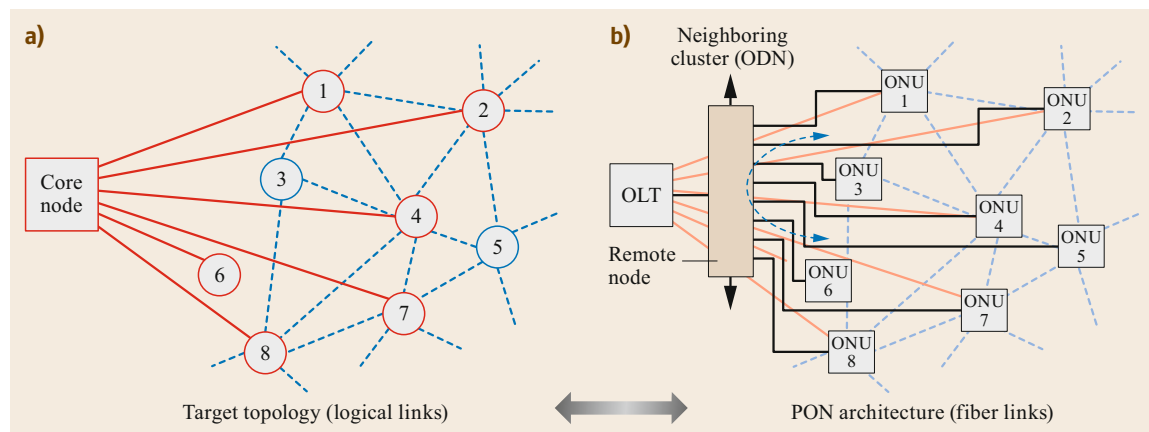 a)
Core
node
1
2
3
4
5
6
7
8
Target topology (logical links)
b)
Neighboring
cluster (ODN)
OLT
Remote
node
ONU
1
ONU
2
ONU
3
ONU
4
ONU
5
ONU
6
ONU
7
ONU
8
PON architecture (fiber links)